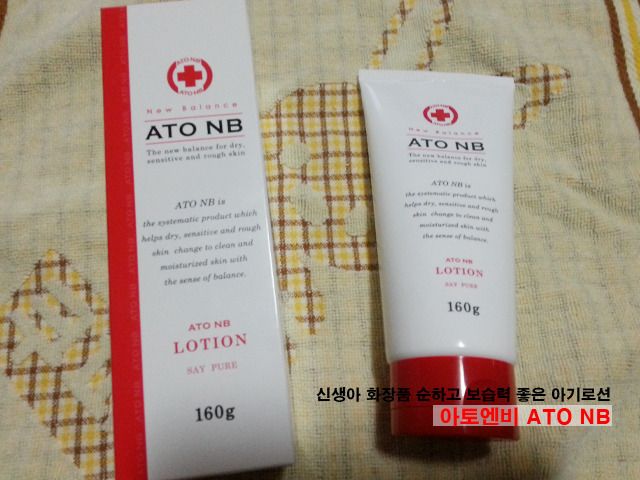 ATO NB
ATO NB
New Balance
ATO NB
The new balance for dry,
sensitive and rough skin
ATO NB is
the systematic product which
helps dry, sensitive and rough
skin change to clean and
moisturized skin with
the sense of balance.
ATO NB
LOTION
SAY PURE
160g
New Balance
ATO NB
The new balance for dry,
sensitive and rough skin
ATO NB is
the systematic product which
helps dry, sensitive and rough
skin change to clean and
moisturized skin with
the sense of balance.
ATO NB
LOTION
SAY PURE
160g
신생아 화장품 순하고 보습력 좋은 아기로션
아토엔비 ATO NB